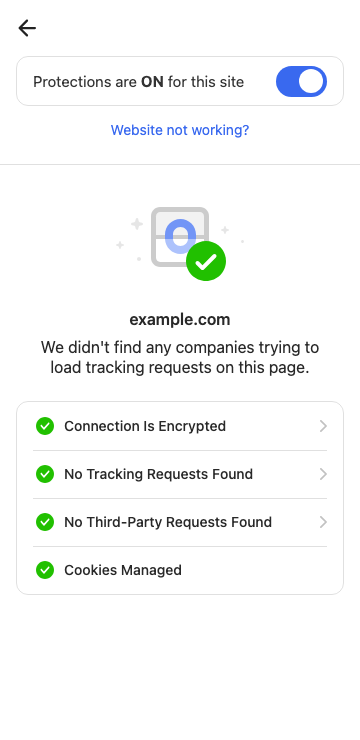 Protections are ON for this site
Website not working?
0
example.com
We didn't find any companies trying to
load tracking requests on this page.
Connection Is Encrypted
No Tracking Requests Found
No Third-Party Requests Found
Cookies Managed